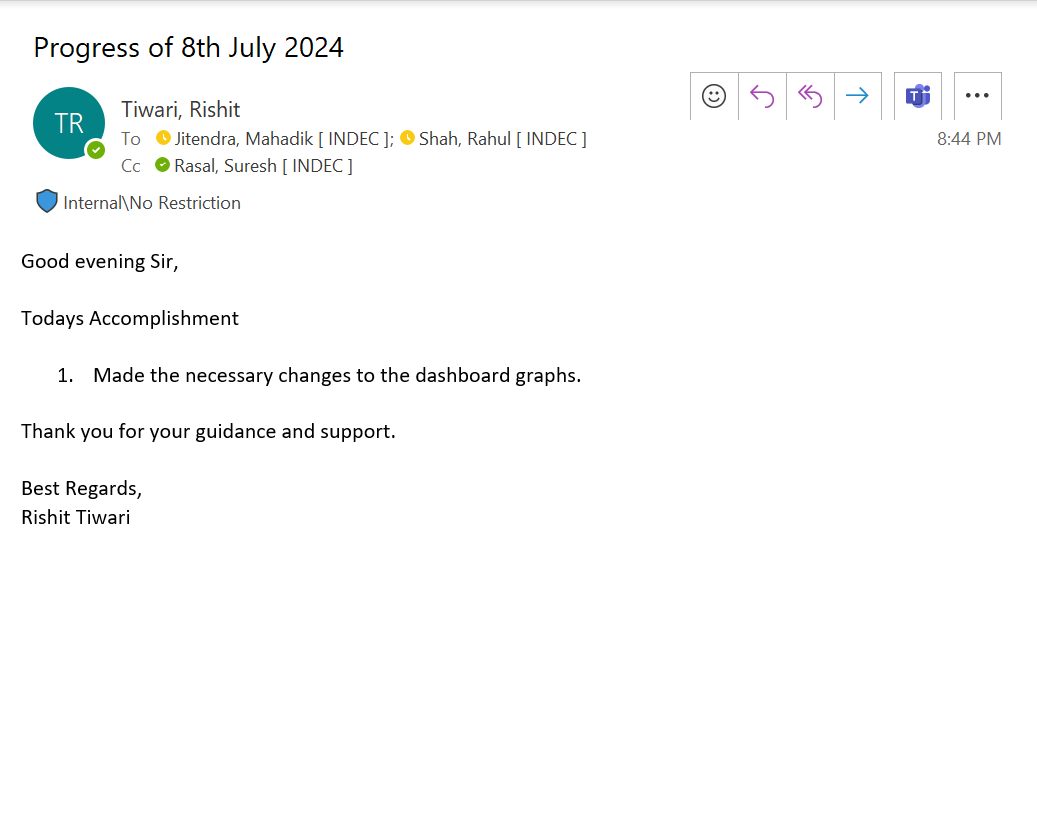 Progress of 8th July 2024
TR
Tiwari, Rishit
To Jitendra, Mahadik [ INDEC ]; Shah, Rahul [ INDEC ]
8:44 PM
Cc Rasal, Suresh [ INDEC ]
Internal\No Restriction
Good evening Sir,
Todays Accomplishment
1. Made the necessary changes to the dashboard graphs.
Thank you for your guidance and support.
Best Regards,
Rishit Tiwari